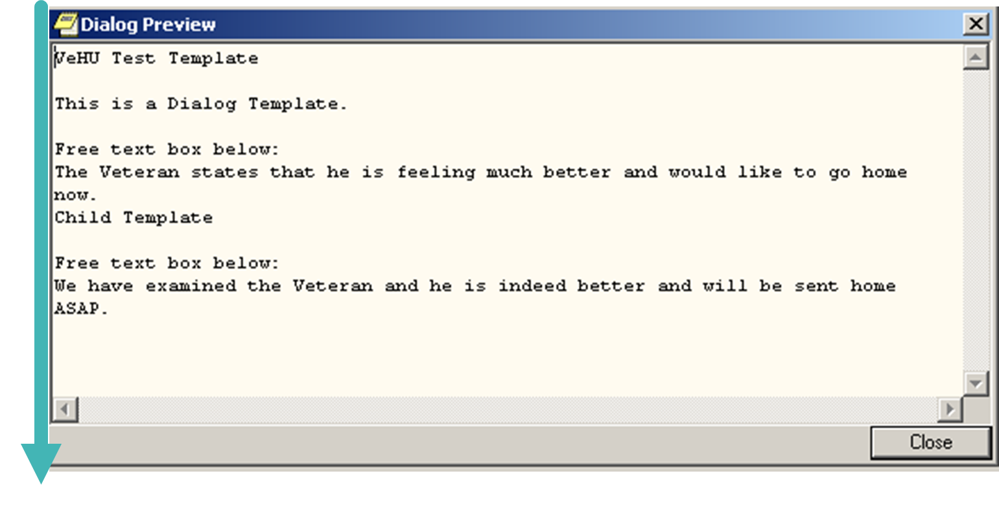 Dialog Preview
VeHU Test Template
This is a Dialog Template.
Free text box below:
The Veteran states that he is feeling much better and would like to go home
now.
Child Template
Free text box below:
We have examined the Veteran and he is indeed better and will be sent home
ASAP.
Close